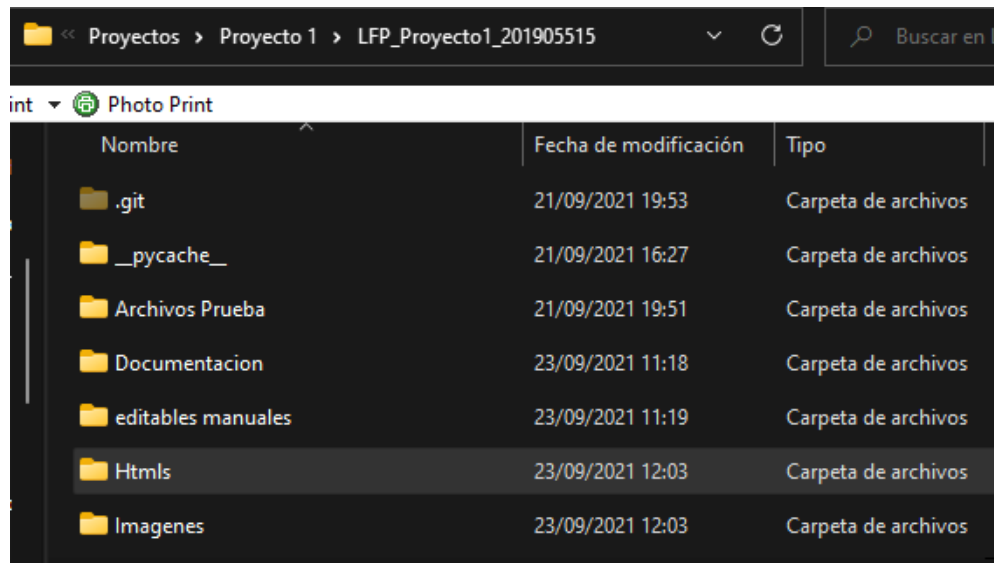 « Proyectos > Proyecto 1 > LFP_Proyecto1_201905515 Buscar en
int Photo Print
Nombre Fecha de modificación Tipo
.git 21/09/2021 19:53 Carpeta de archivos
__pycache__ 21/09/2021 16:27 Carpeta de archivos
Archivos Prueba 21/09/2021 19:51 Carpeta de archivos
Documentacion 23/09/2021 11:18 Carpeta de archivos
editables manuales 23/09/2021 11:19 Carpeta de archivos
Htmls 23/09/2021 12:03 Carpeta de archivos
Imagenes 23/09/2021 12:03 Carpeta de archivos